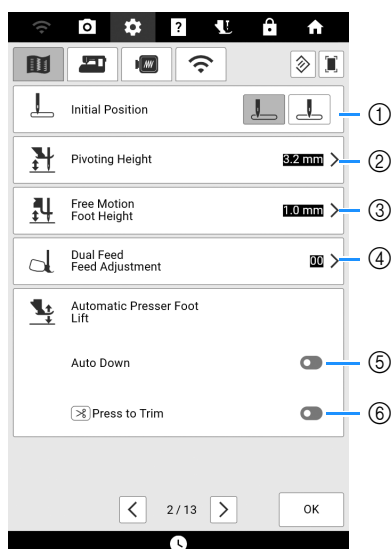 ?
Initial Position
①
Pivoting Height
3.2 mm
②
Free Motion
Foot Height
1.0 mm
③
Dual Feed
Feed Adjustment
00
④
Automatic Presser Foot
Lift
Auto Down
⑤
Press to Trim
⑥
2 / 13
OK